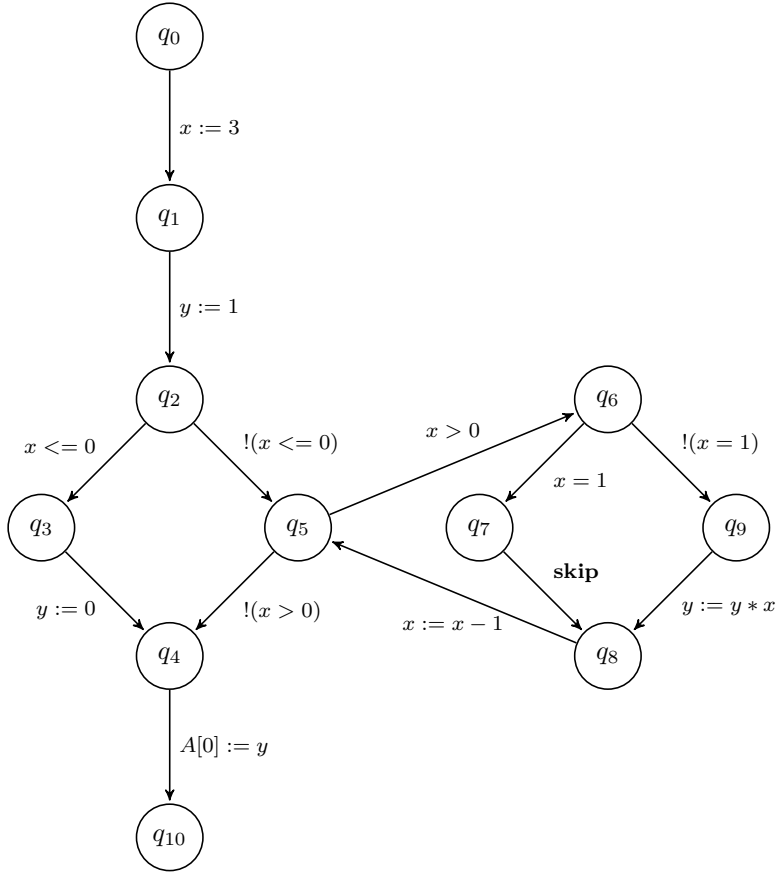 q0
x := 3
q1
y := 1
q2
q6
x <= 0
!(x <= 0)
x > 0
!(x = 1)
x = 1
q3
q5
q7
q9
skip
y := 0
!(x > 0)
x := x − 1
y := y ∗ x
q4
q8
A[0] := y
q10